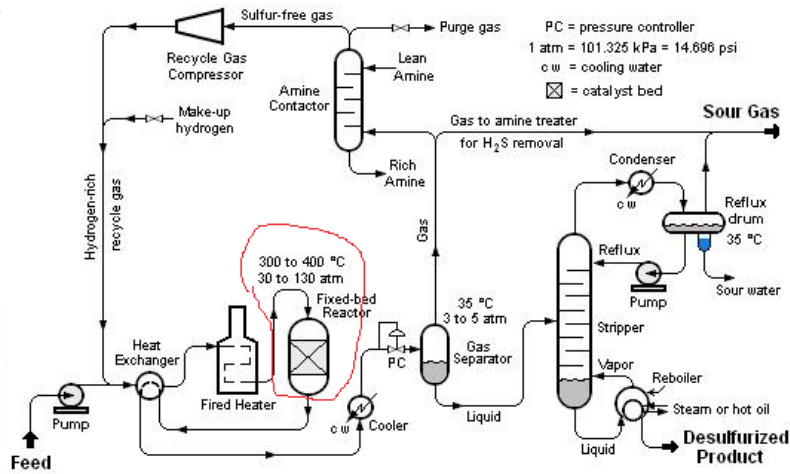 Sulfur-free gas
Purge gas
PC = pressure controller
1 atm = 101.325 kPa = 14.696 psi
c w = cooling water
= catalyst bed
Recycle Gas
Compressor
Lean
Amine
Amine
Contactor
Make-up
hydrogen
Gas to amine treater
for H₂S removal
Sour Gas
Rich
Amine
Condenser
c w
Reflux
drum
35 ºC
Hydrogen-rich
recycle gas
Gas
300 to 400 ºC
30 to 130 atm
Fixed-bed
Reactor
Reflux
Pump
Sour water
35 ºC
3 to 5 atm
Gas
Separator
Stripper
Heat
Exchanger
PC
Vapor
Reboiler
Fired Heater
Pump
c w
Cooler
Liquid
Steam or hot oil
Liquid
Feed
Desulfurized
Product